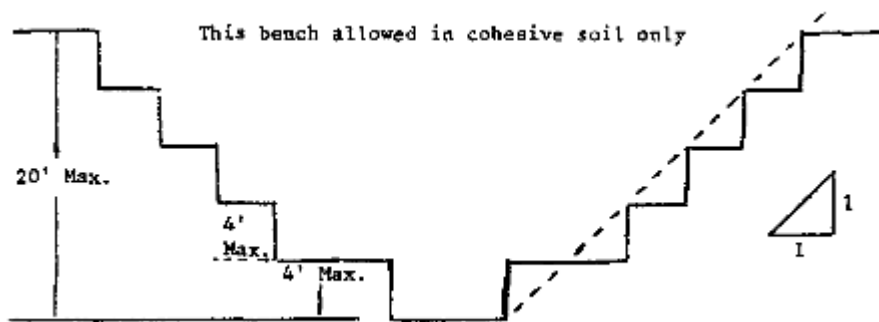 This bench allowed in cohesive soil only
20' Max.
4'
Max.
4' Max.
1
1